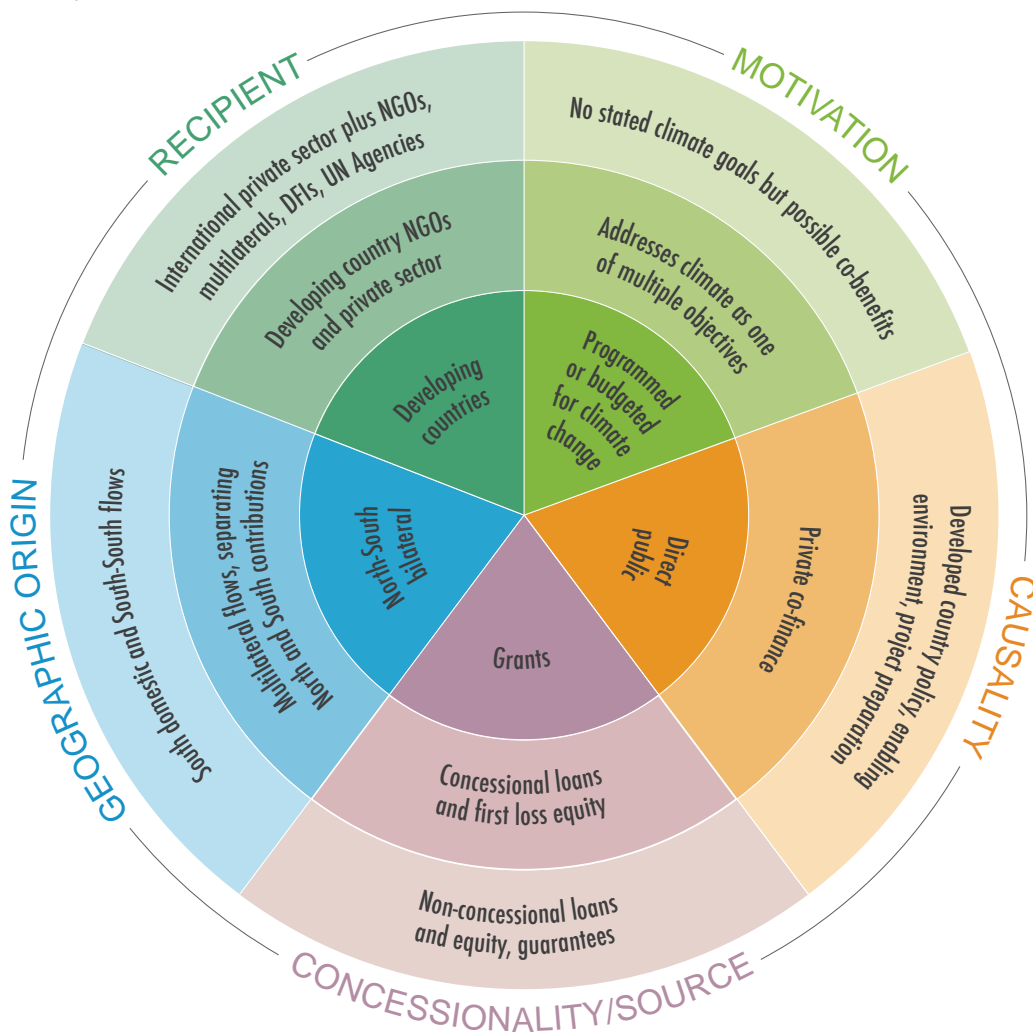 RECIPIENT
International private sector plus NGOs,
multilaterals, DFIs, UN Agencies
Developing country NGOs
and private sector
Developing
countries
MOTIVATION
No stated climate goals but possible co-benefits
Addresses climate as one
of multiple objectives
Programmed
or budgeted
for climate
change
CAUSALITY
Developed country policy, enabling
environment, project preparation
Private co-finance
Direct
public
CONCESSIONALITY/SOURCE
Grants
Concessional loans
and first loss equity
Non-concessional loans
and equity, guarantees
GEOGRAPHIC ORIGIN
South domestic and South-South flows
Multilateral flows, separating
North and South contributions
North-South
bilateral